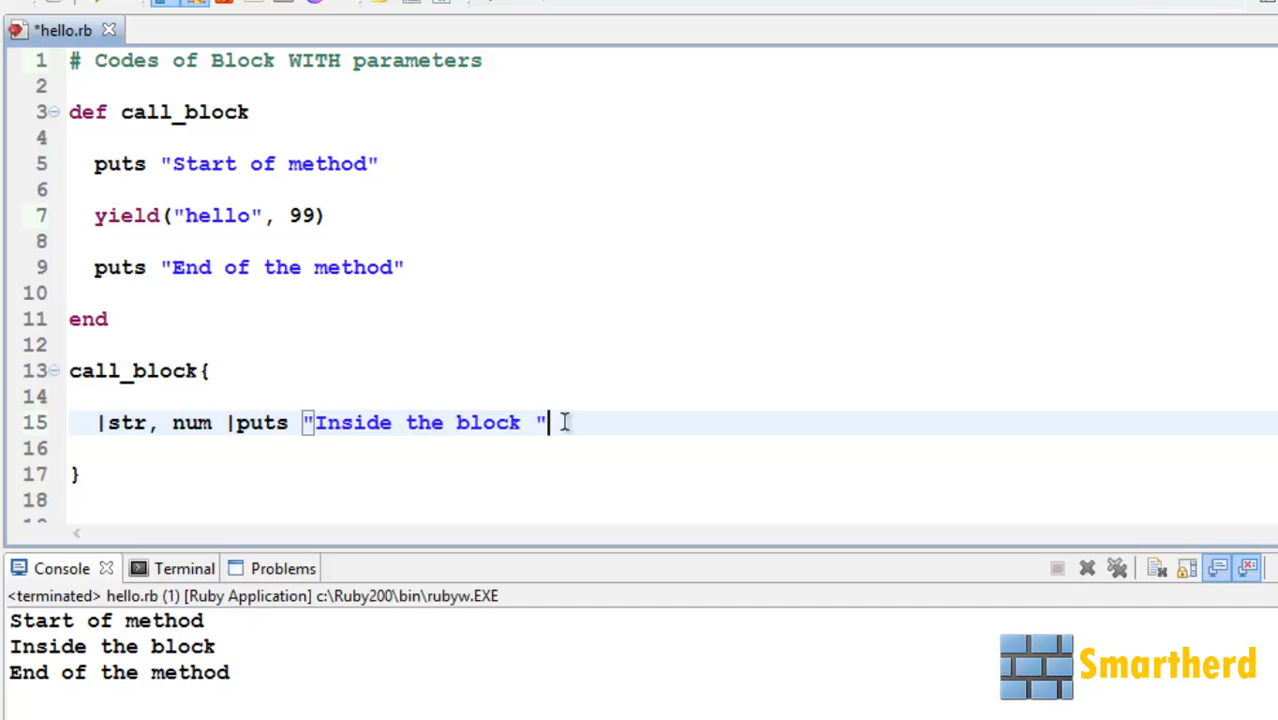 *hello.rb
1 # Codes of Block WITH parameters
2
3 def call_block
4
5 puts "Start of method"
6
7 yield("hello", 99)
8
9 puts "End of the method"
10
11 end
12
13 call_block{
14
15 |str, num |puts "Inside the block "
16
17 }
18
Console Terminal Problems
<terminated> hello.rb (1) [Ruby Application] c:\Ruby200\bin\rubyw.EXE
Start of method
Inside the block
End of the method
Smartherd